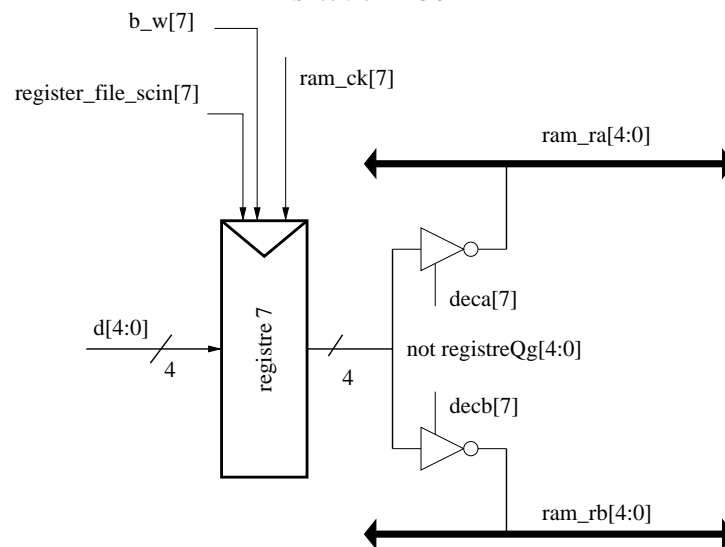 b_w[7]
ram_ck[7]
register_file_scin[7]
ram_ra[4:0]
deca[7]
d[4:0]
4
registre 7
4
not registreQg[4:0]
decb[7]
ram_rb[4:0]